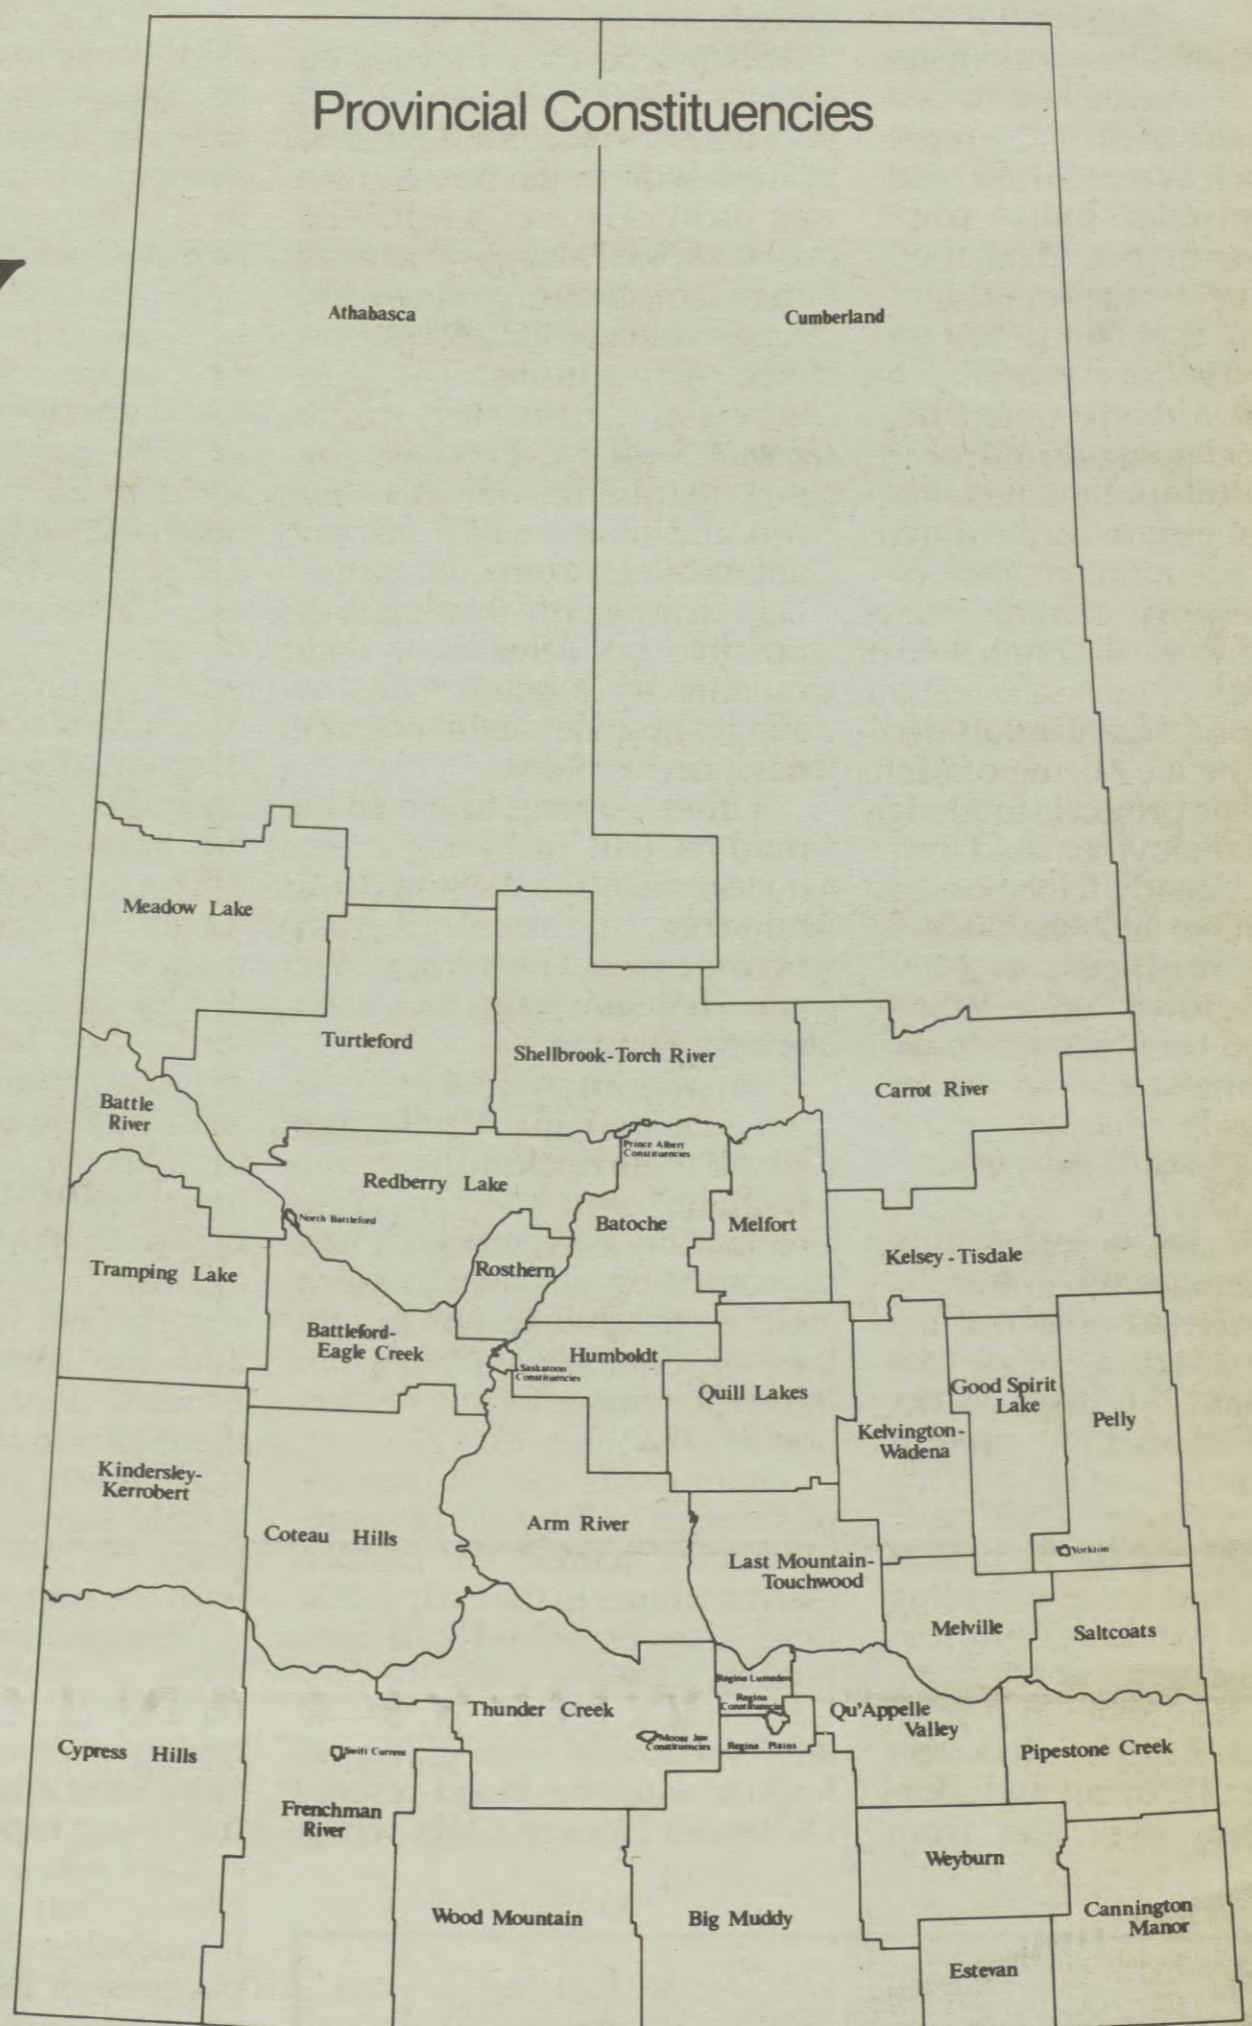 Provincial Constituencies
Athabasca
Cumberland
Meadow Lake
Turtleford
Shellbrook-Torch River
Carrot River
Battle
River
Prince Albert
Constituencies
Redberry Lake
North Battleford
Batoche
Melfort
Kelsey-Tisdale
Tramping Lake
Rosthern
Battleford-
Eagle Creek
Humboldt
Saskatoon
Constituencies
Quill Lakes
Good Spirit
Lake
Pelly
Kelvington-
Wadena
Kindersley-
Kerrobert
Coteau Hills
Arm River
Last Mountain-
Touchwood
Yorkton
Melville
Saltcoats
Regina Lumsden
Regina
Constituencies
Thunder Creek
Qu'Appelle
Valley
Moose Jaw
Constituencies
Regina Plains
Cypress Hills
Swift Current
Pipestone Creek
Frenchman
River
Weyburn
Wood Mountain
Big Muddy
Cannington
Manor
Estevan